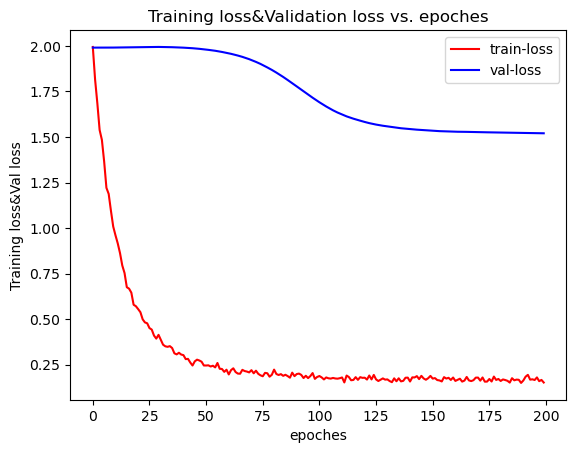 Training loss&Validation loss vs. epoches
train-loss
val-loss
Training loss&Val loss
2.00
1.75
1.50
1.25
1.00
0.75
0.50
0.25
0 25 50 75 100 125 150 175 200
epoches